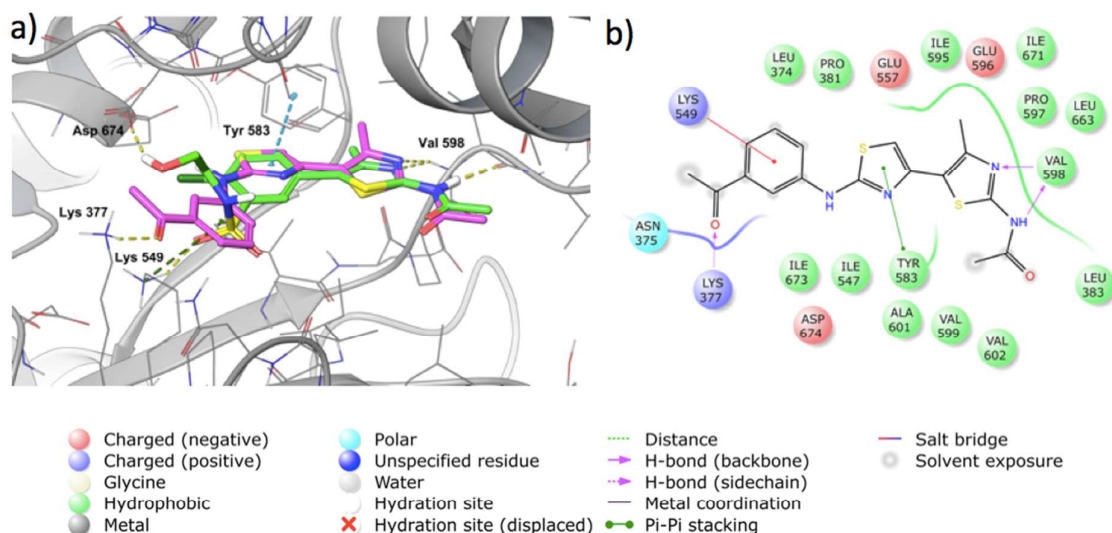 a)
Asp 674
Tyr 583
Val 598
Lys 377
Lys 549
b)
LEU 374
PRO 381
GLU 557
ILE 595
GLU 596
ILE 671
PRO 597
LEU 663
LYS 549
VAL 598
S
N
N
O
NH
N
S
NH
O
ASN 375
LYS 377
ILE 673
ILE 547
TYR 583
LEU 383
ASP 674
ALA 601
VAL 599
VAL 602
Charged (negative)
Charged (positive)
Glycine
Hydrophobic
Metal
Polar
Unspecified residue
Water
Hydration site
Hydration site (displaced)
Distance
H-bond (backbone)
H-bond (sidechain)
Metal coordination
Pi-Pi stacking
Salt bridge
Solvent exposure